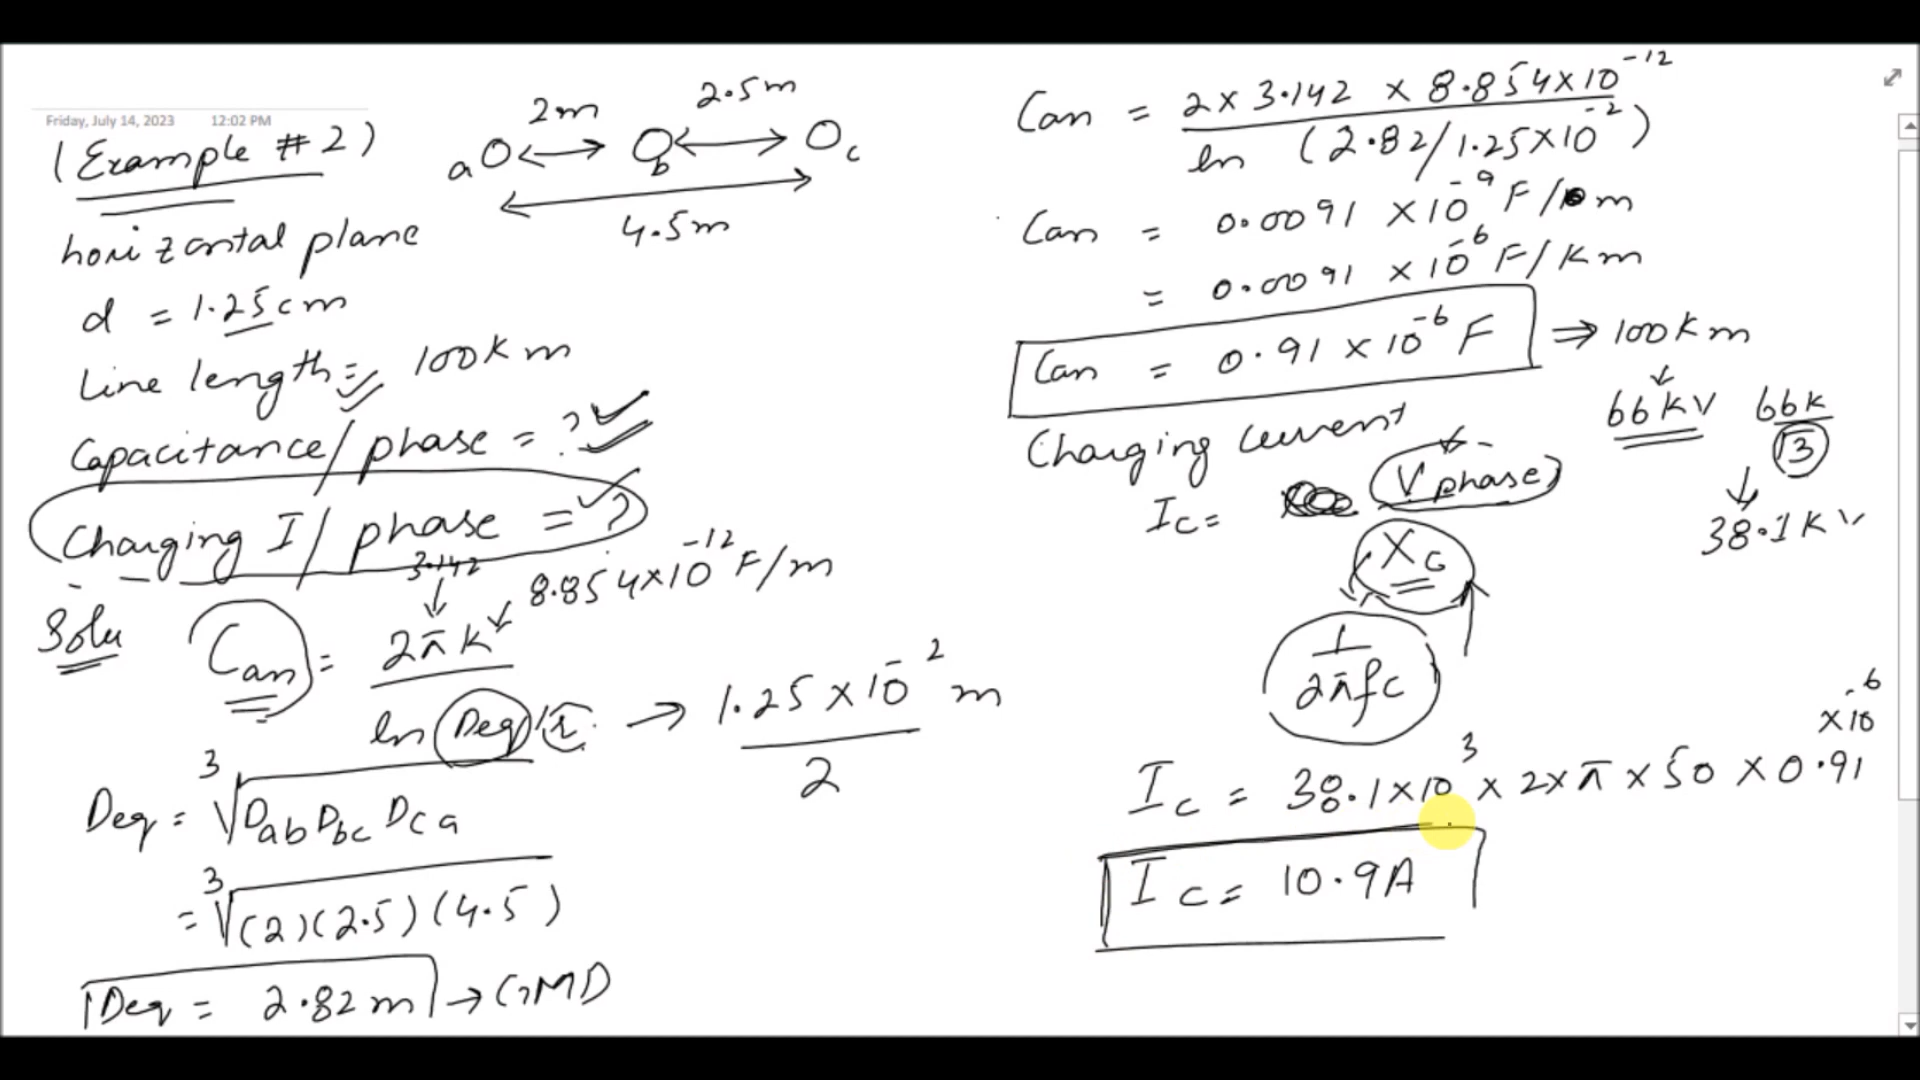 Friday, July 14, 2023 12:02 PM
(Example # 2)
2m 2.5m
a b c
4.5m
horizontal plane
d = 1.25cm
Line length = 100km
Capacitance/phase = ?
Charging I/phase = ?
3.142
8.854×10⁻¹² F/m
Solu
Can = 2πk / ln Deq/r → 1.25×10⁻² m / 2
Deq = ³√Dab Dbc Dca
= ³√(2)(2.5)(4.5)
Deq = 2.82m → GMD
Can = 2×3.142 × 8.854×10⁻¹² / ln (2.82/1.25×10⁻²)
Can = 0.0091 ×10⁻⁹ F/m
= 0.0091 ×10⁻⁶ F/Km
Can = 0.91×10⁻⁶ F ⇒ 100km
66kV 66k / √3
38.1kV
Charging current
Ic = Vphase / Xc
1 / 2πfc
Ic = 38.1×10³ × 2×π×50 × 0.91 ×10⁻⁶
Ic = 10.9A